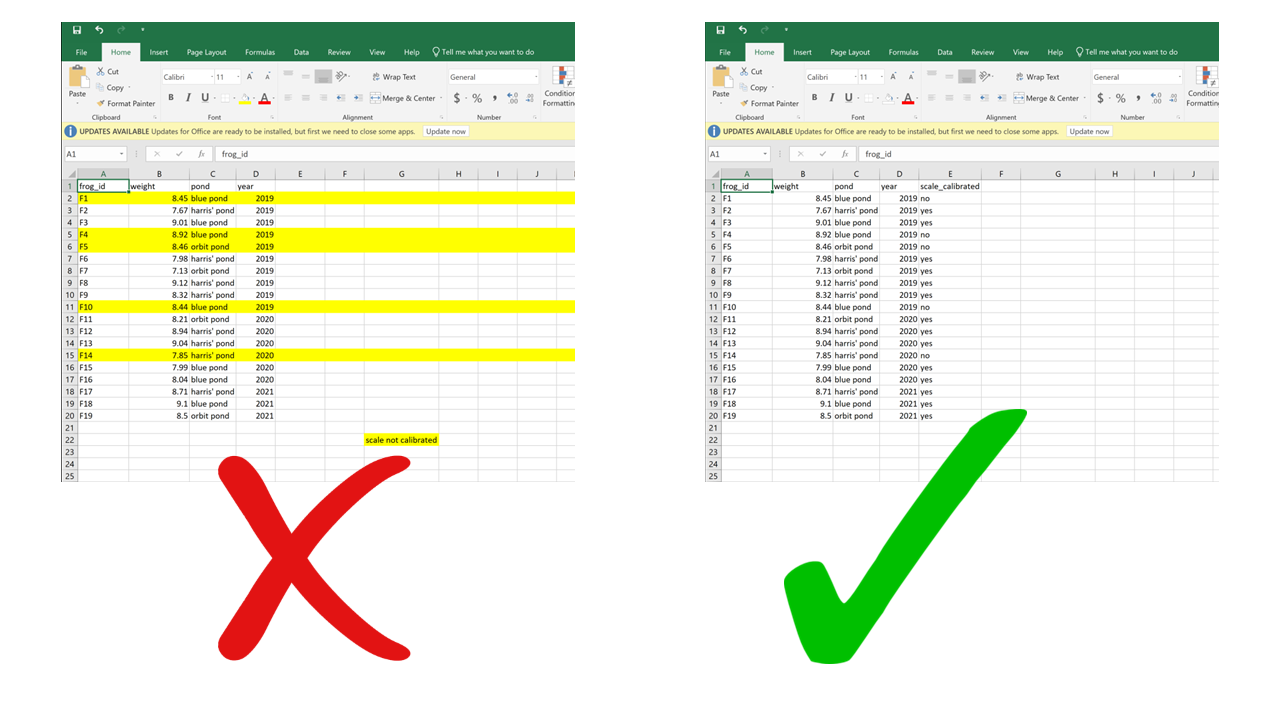 File Home Insert Page Layout Formulas Data Review View Help Tell me what you want to do
Cut
Calibri 11 A A Wrap Text General
Copy
Paste
B I U A Merge & Center $ % , .00 Condition
Format Painter Formatting
Clipboard Font Alignment Number
UPDATES AVAILABLE Updates for Office are ready to be installed, but first we need to close some apps. Update now
A1 fx frog_id
A B C D E F G H I J
1 frog_id weight pond year
2 F1 8.45 blue pond 2019
3 F2 7.67 harris' pond 2019
4 F3 9.01 blue pond 2019
5 F4 8.92 blue pond 2019
6 F5 8.46 orbit pond 2019
7 F6 7.98 harris' pond 2019
8 F7 7.13 orbit pond 2019
9 F8 9.12 harris' pond 2019
10 F9 8.32 harris' pond 2019
11 F10 8.44 blue pond 2019
12 F11 8.21 orbit pond 2020
13 F12 8.94 harris' pond 2020
14 F13 9.04 harris' pond 2020
15 F14 7.85 harris' pond 2020
16 F15 7.99 blue pond 2020
17 F16 8.04 blue pond 2020
18 F17 8.71 harris' pond 2021
19 F18 9.1 blue pond 2021
20 F19 8.5 orbit pond 2021
21
22 scale not calibrated
23
24
25
File Home Insert Page Layout Formulas Data Review View Help Tell me what you want to do
Cut
Calibri 11 A A Wrap Text General
Copy
Paste
B I U A Merge & Center $ % , .00 Condition
Format Painter Formatting
Clipboard Font Alignment Number
UPDATES AVAILABLE Updates for Office are ready to be installed, but first we need to close some apps. Update now
A1 fx frog_id
A B C D E F G H I J
1 frog_id weight pond year scale_calibrated
2 F1 8.45 blue pond 2019 no
3 F2 7.67 harris' pond 2019 yes
4 F3 9.01 blue pond 2019 yes
5 F4 8.92 blue pond 2019 no
6 F5 8.46 orbit pond 2019 no
7 F6 7.98 harris' pond 2019 yes
8 F7 7.13 orbit pond 2019 yes
9 F8 9.12 harris' pond 2019 yes
10 F9 8.32 harris' pond 2019 yes
11 F10 8.44 blue pond 2019 no
12 F11 8.21 orbit pond 2020 yes
13 F12 8.94 harris' pond 2020 yes
14 F13 9.04 harris' pond 2020 yes
15 F14 7.85 harris' pond 2020 no
16 F15 7.99 blue pond 2020 yes
17 F16 8.04 blue pond 2020 yes
18 F17 8.71 harris' pond 2021 yes
19 F18 9.1 blue pond 2021 yes
20 F19 8.5 orbit pond 2021 yes
21
22
23
24
25